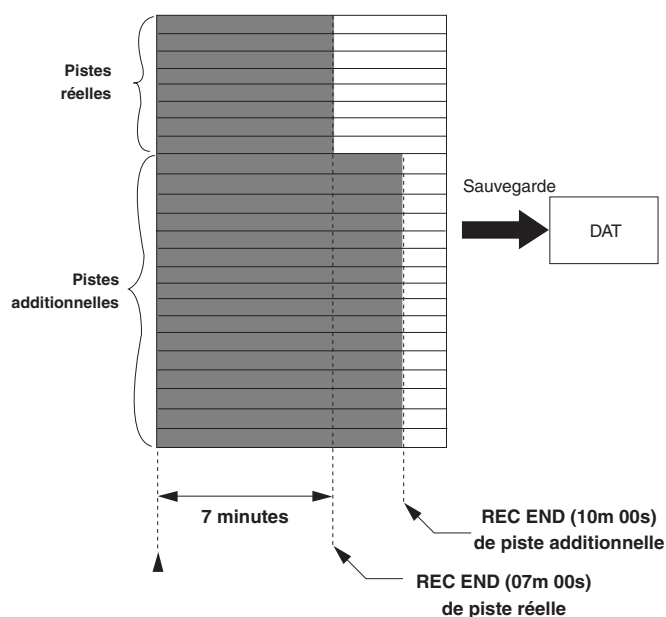 Pistes
réelles
Sauvegarde
DAT
Pistes
additionnelles
7 minutes
REC END (10m 00s)
de piste additionnelle
REC END (07m 00s)
de piste réelle